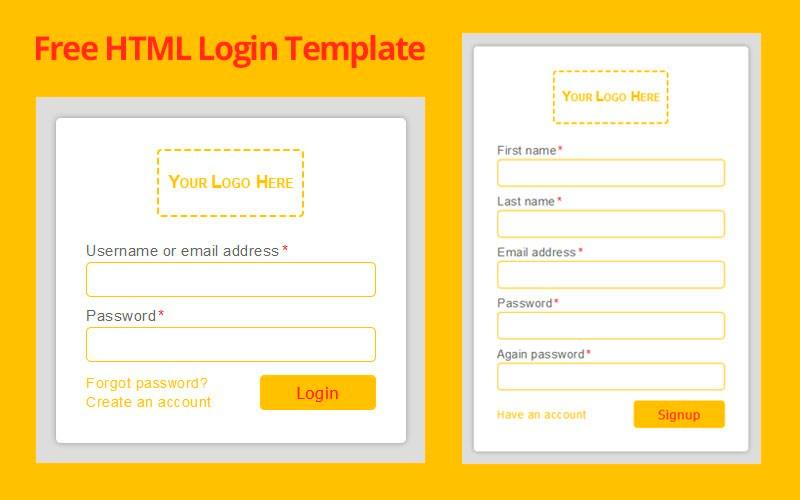 Free HTML Login Template
YOUR LOGO HERE
Username or email address *
Password *
Forgot password?
Create an account
Login
YOUR LOGO HERE
First name *
Last name *
Email address *
Password *
Again password *
Have an account
Signup